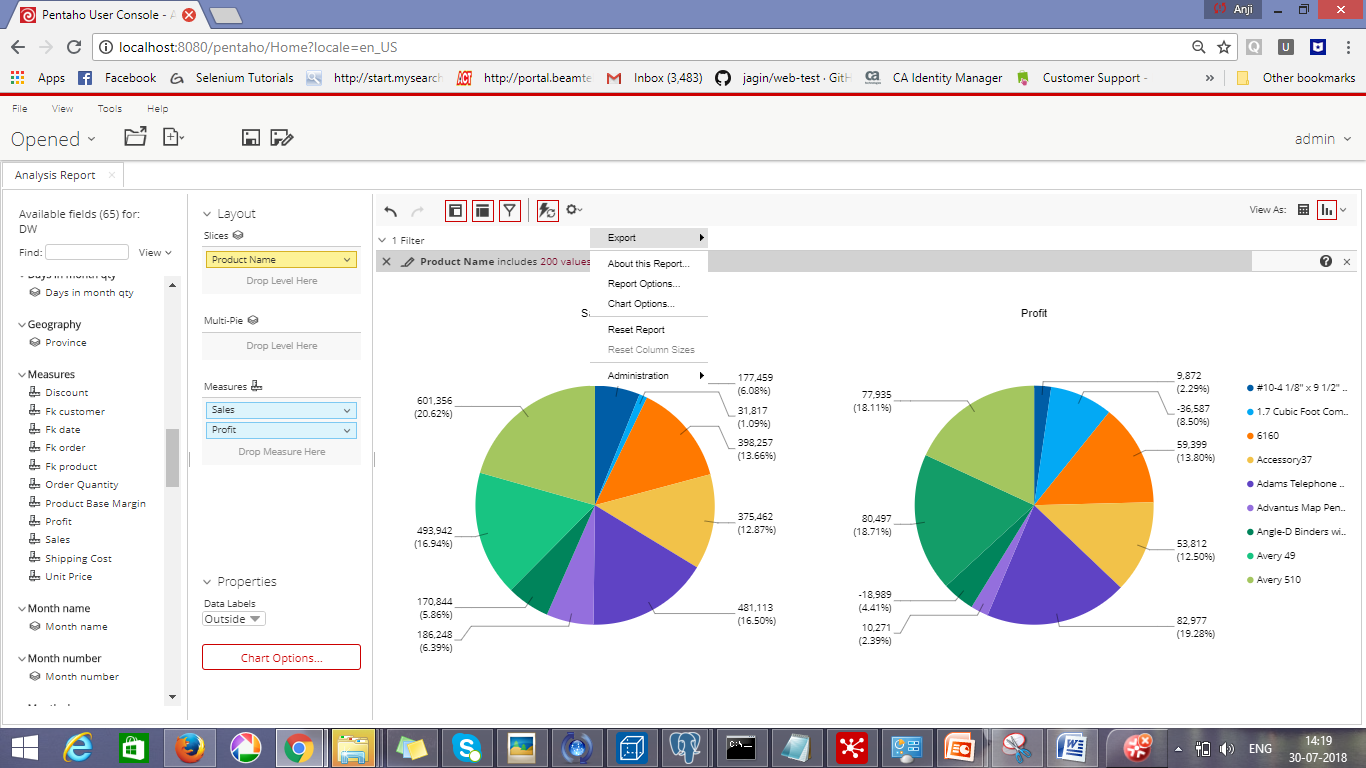 Pentaho User Console - A
Anji
localhost:8080/pentaho/Home?locale=en_US
Apps Facebook Selenium Tutorials http://start.mysearch http://portal.beamte Inbox (3,483) jagin/web-test · GitH CA Identity Manager Customer Support - » Other bookmarks
File View Tools Help
Opened
admin
Analysis Report
Available fields (65) for:
DW
Find:
View
Days in month qty
Days in month qty
Geography
Province
Measures
Discount
Fk customer
Fk date
Fk order
Fk product
Order Quantity
Product Base Margin
Profit
Sales
Shipping Cost
Unit Price
Month name
Month name
Month number
Month number
Layout
Slices
Product Name
Drop Level Here
Multi-Pie
Drop Level Here
Measures
Sales
Profit
Drop Measure Here
Properties
Data Labels
Outside
Chart Options...
View As:
1 Filter
Product Name includes 200 values
Export
About this Report...
Report Options...
Chart Options...
Reset Report
Reset Column Sizes
Administration
177,459
(6.08%)
31,817
(1.09%)
398,257
(13.66%)
375,462
(12.87%)
481,113
(16.50%)
186,248
(6.39%)
170,844
(5.86%)
493,942
(16.94%)
601,356
(20.62%)
Profit
9,872
(2.29%)
-36,587
(8.50%)
59,399
(13.80%)
53,812
(12.50%)
82,977
(19.28%)
10,271
(2.39%)
-18,989
(4.41%)
80,497
(18.71%)
77,935
(18.11%)
#10-4 1/8" x 9 1/2" ..
1.7 Cubic Foot Com..
6160
Accessory37
Adams Telephone ..
Advantus Map Pen..
Angle-D Binders wi..
Avery 49
Avery 510
ENG
14:19
30-07-2018